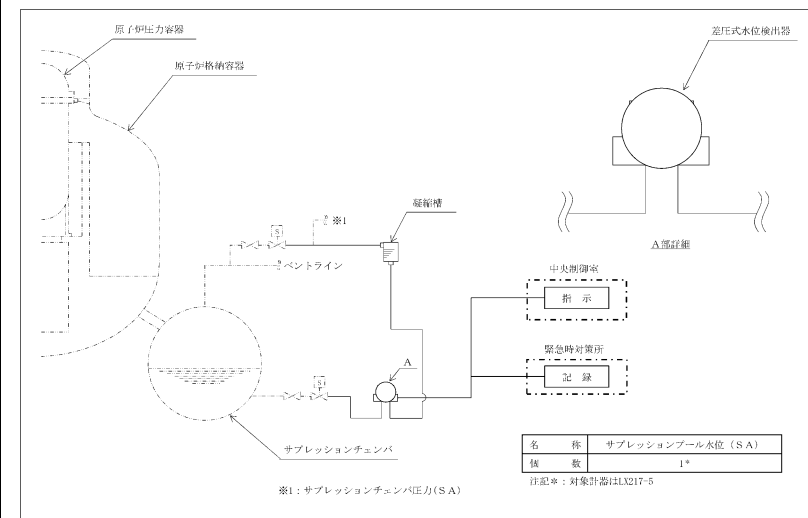 原子炉圧力容器
原子炉格納容器
差圧式水位検出器
凝縮槽
※1
S
ベントライン
A部詳細
中央制御室
指 示
緊急時対策所
記 録
A
S
サプレッションチェンバ
名 称 サプレッションプール水位(SA)
個 数 1*
注記*:対象計器はLX217-5
※1:サプレッションチェンバ圧力(SA)